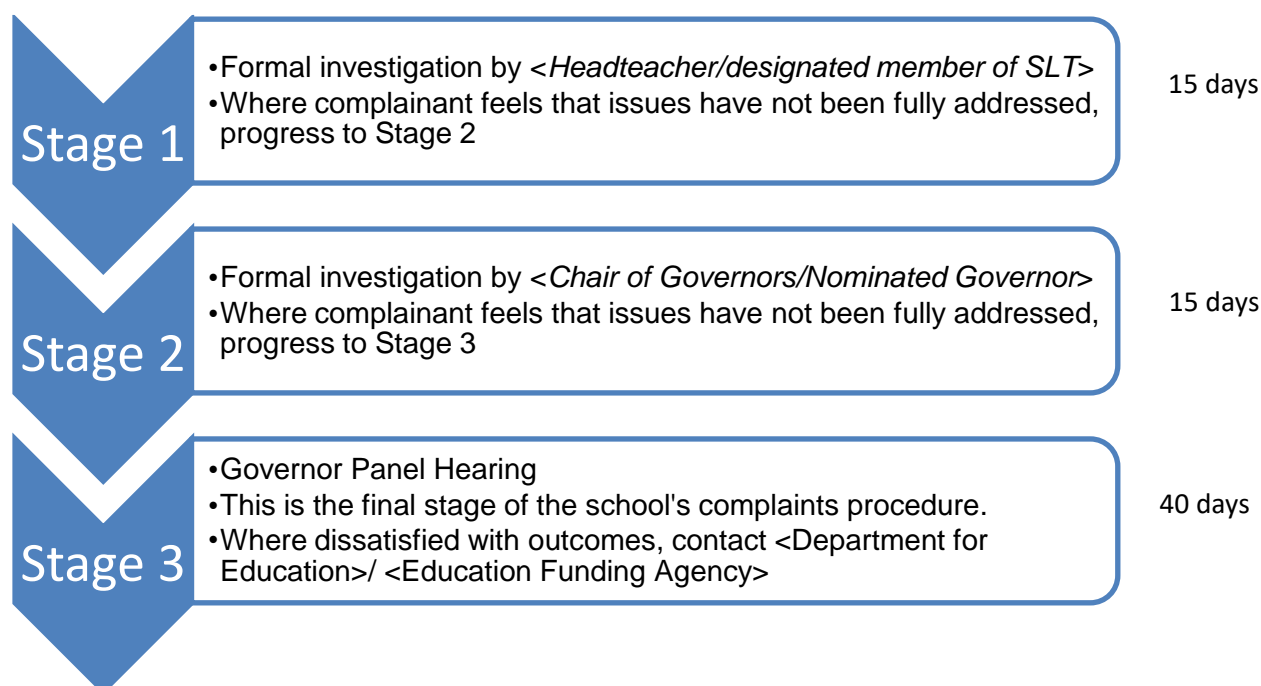 Stage 1
•Formal investigation by <Headteacher/designated member of SLT>
•Where complainant feels that issues have not been fully addressed,
progress to Stage 2
15 days
Stage 2
•Formal investigation by <Chair of Governors/Nominated Governor>
•Where complainant feels that issues have not been fully addressed,
progress to Stage 3
15 days
Stage 3
•Governor Panel Hearing
•This is the final stage of the school's complaints procedure.
•Where dissatisfied with outcomes, contact <Department for
Education>/ <Education Funding Agency>
40 days